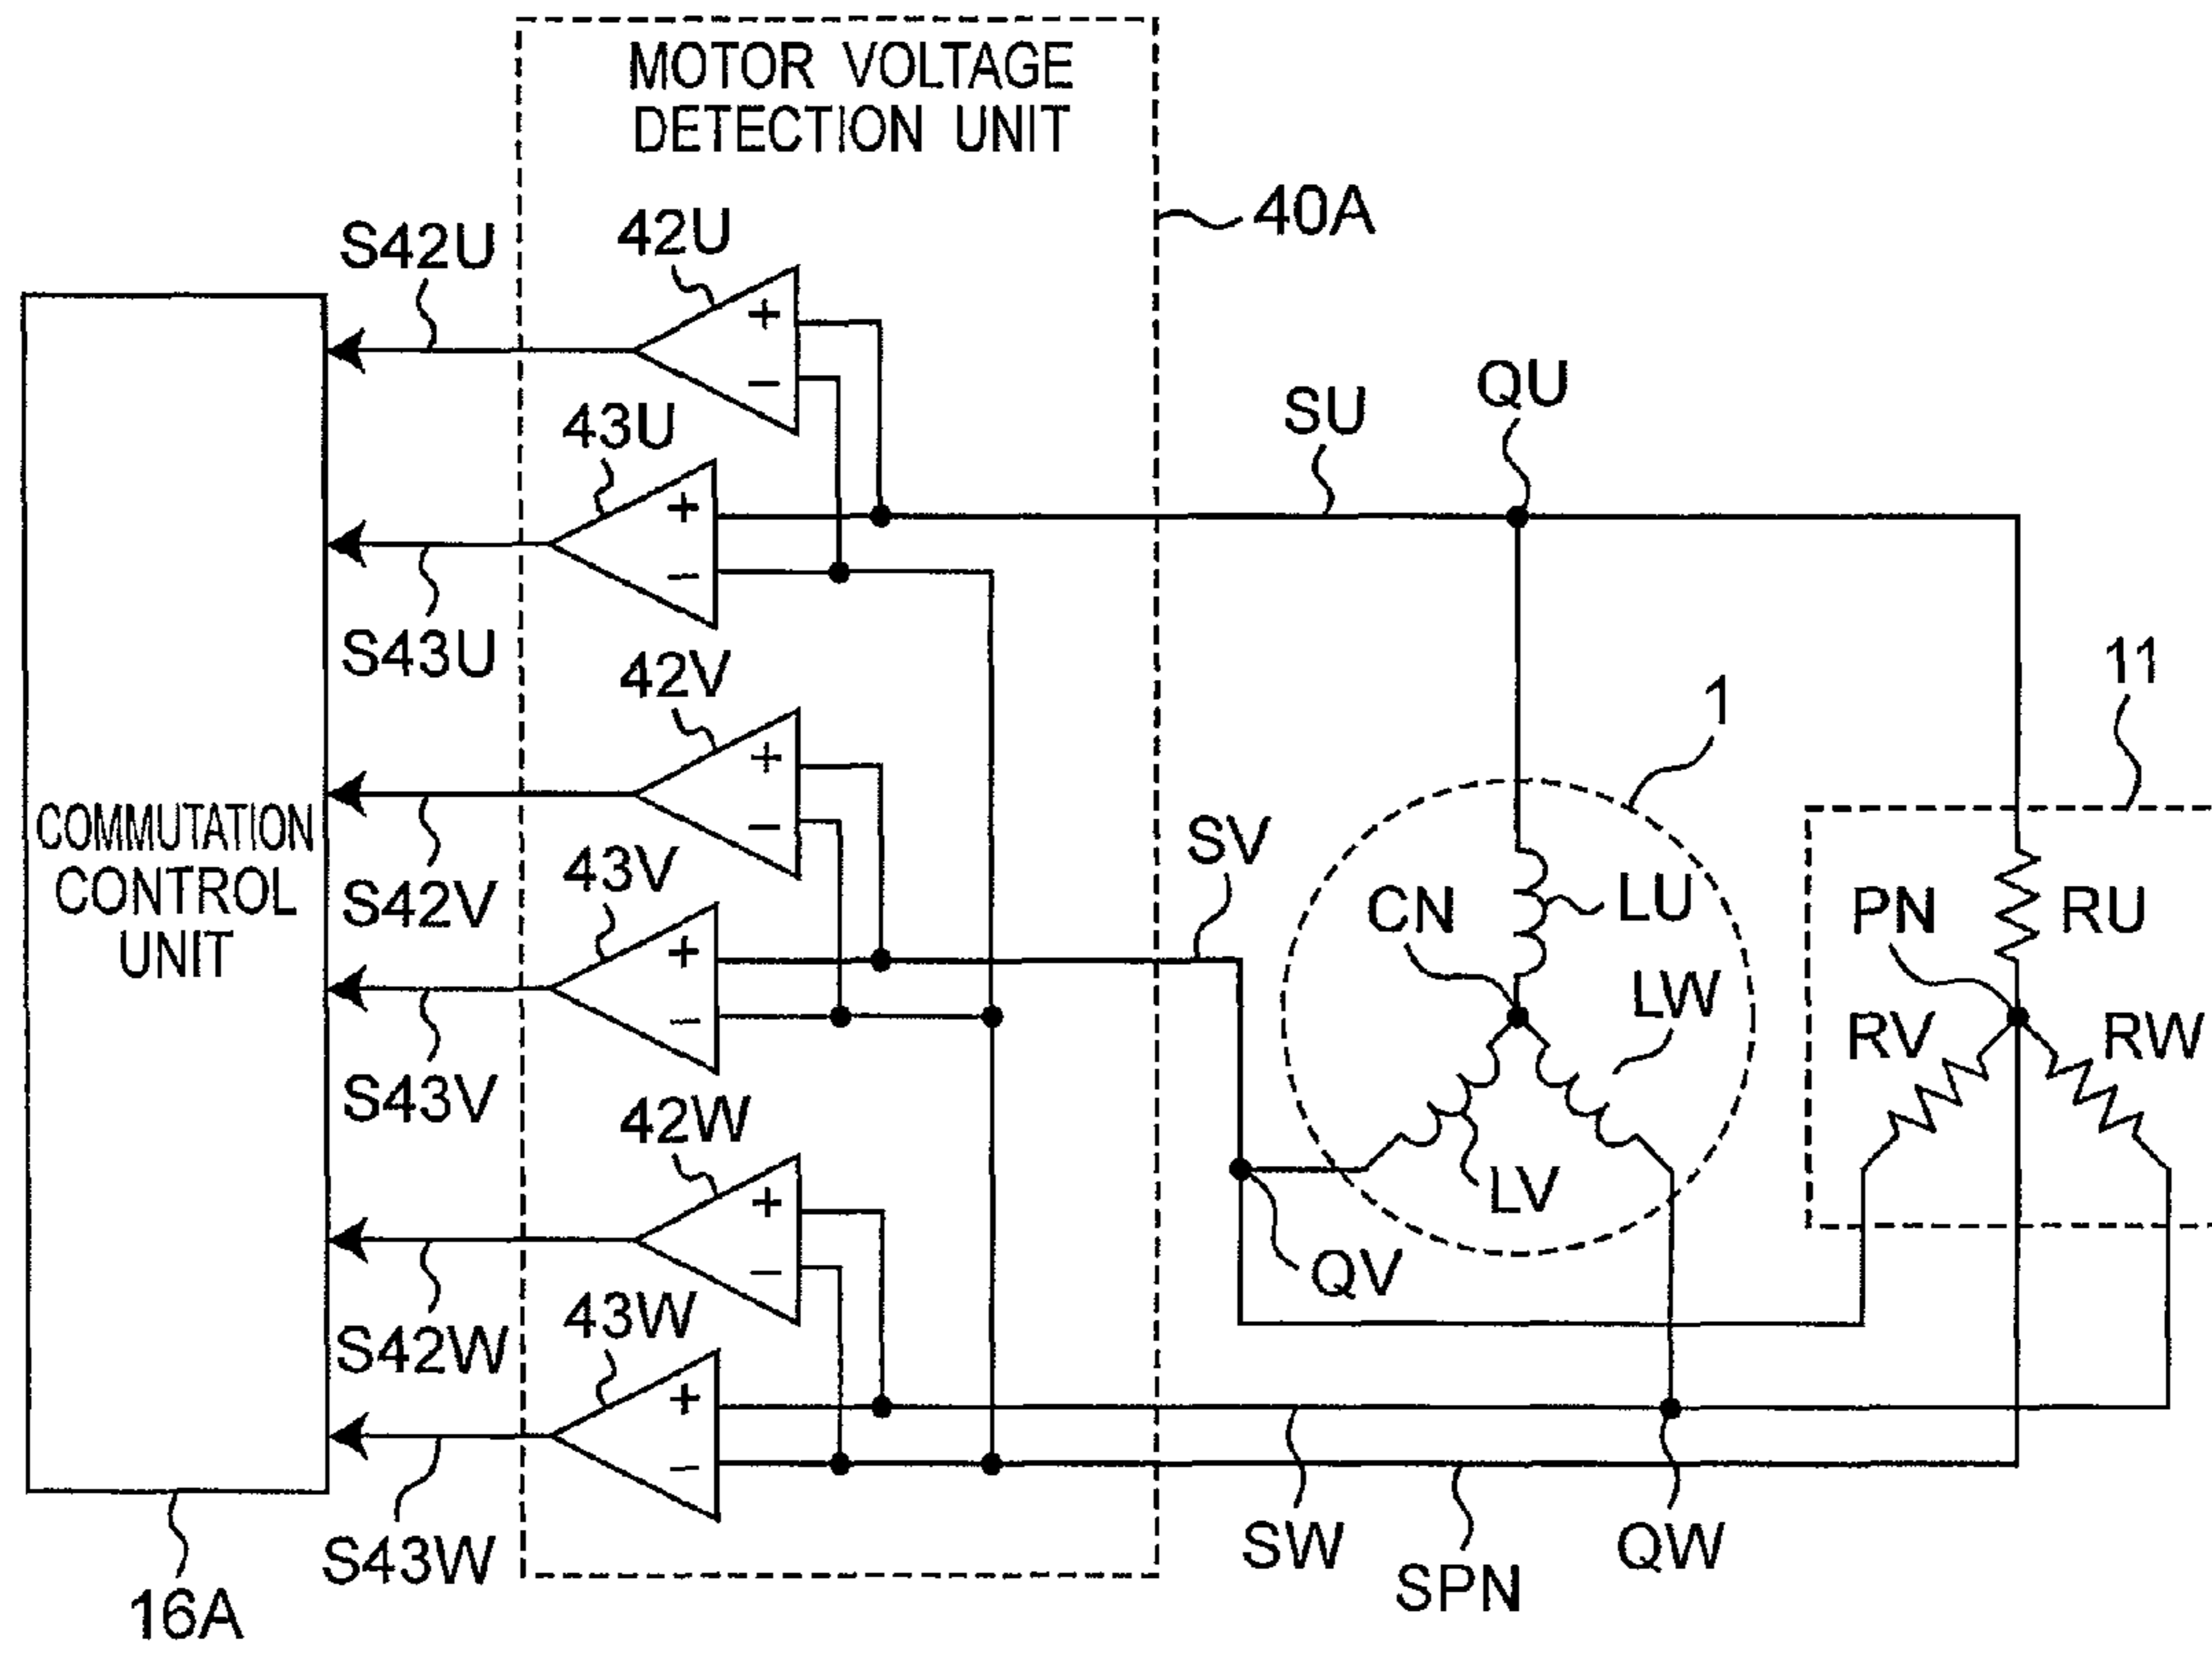 MOTOR VOLTAGE
DETECTION UNIT
40A
42U
S42U
+
−
43U
SU
QU
+
−
S43U
11
42V
1
+
−
COMMUTATION
CONTROL
UNIT
43V
SV
S42V
CN
LU
PN
RU
+
−
LW
RV
RW
S43V
42W
LV
+
−
QV
43W
S42W
+
−
SW
QW
S43W
SPN
16A